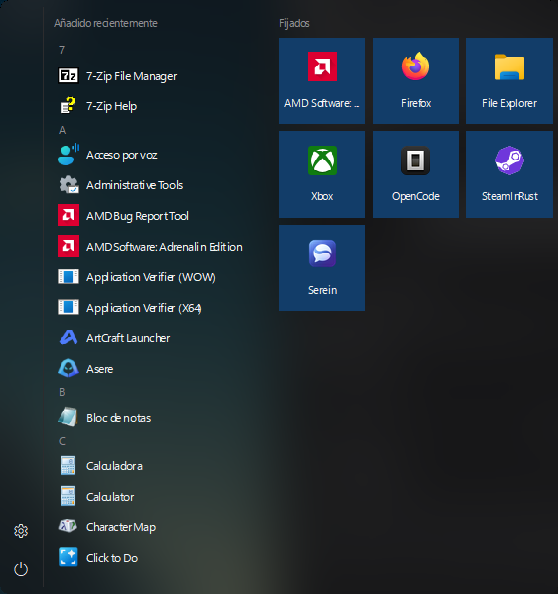 Añadido recientemente
7
7-Zip File Manager
7-Zip Help
A
Acceso por voz
Administrative Tools
AMD Bug Report Tool
AMD Software: Adrenalin Edition
Application Verifier (WOW)
Application Verifier (X64)
ArtCraft Launcher
Asere
B
Bloc de notas
C
Calculadora
Calculator
Character Map
Click to Do
Fijados
AMD Software: ...
Firefox
File Explorer
Xbox
OpenCode
SteamInRust
Serein